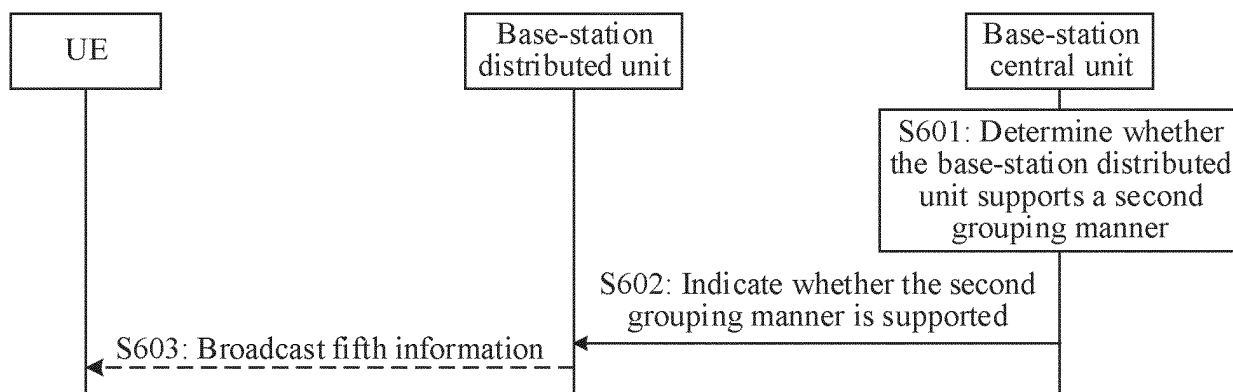 UE
Base-station
distributed unit
Base-station
central unit
S601: Determine whether
the base-station distributed
unit supports a second
grouping manner
S602: Indicate whether the second
grouping manner is supported
S603: Broadcast fifth information